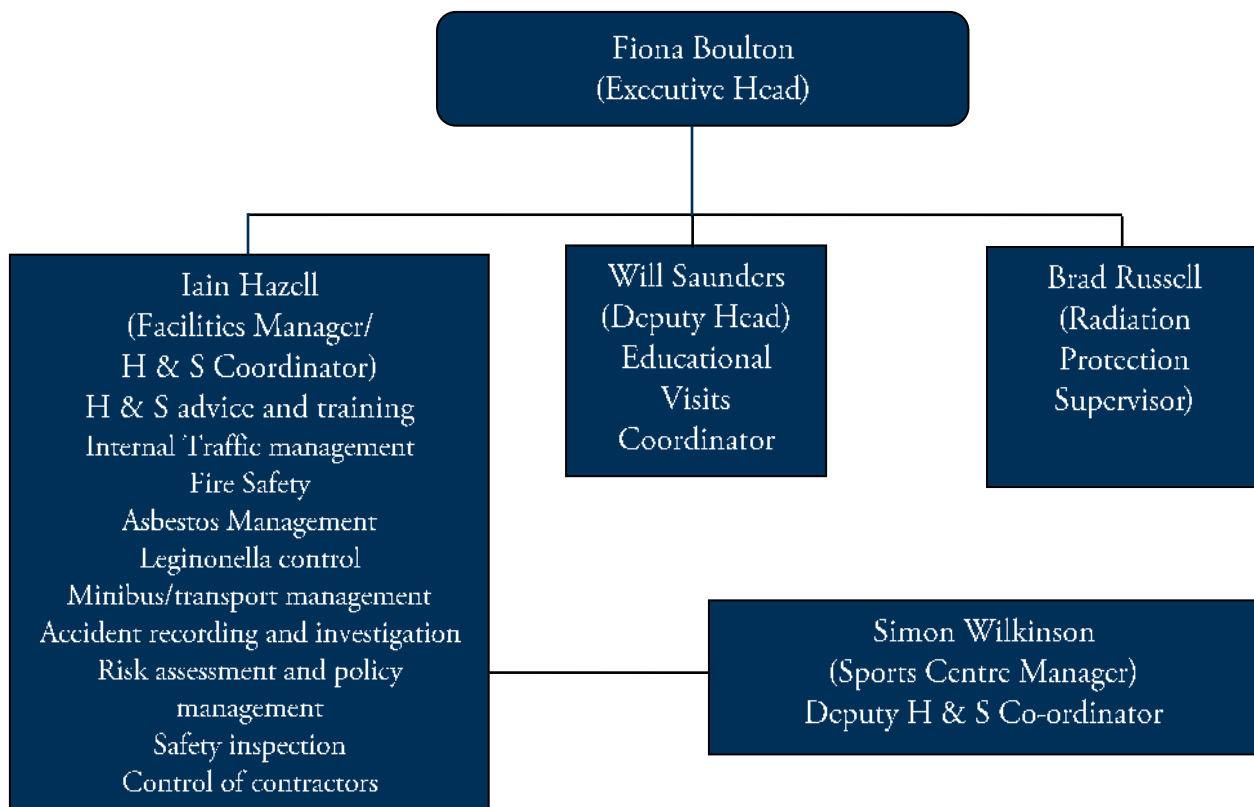 Fiona Boulton
(Executive Head)
Iain Hazell
(Facilities Manager/
H & S Coordinator)
H & S advice and training
Internal Traffic management
Fire Safety
Asbestos Management
Leginonella control
Minibus/transport management
Accident recording and investigation
Risk assessment and policy
management
Safety inspection
Control of contractors
Will Saunders
(Deputy Head)
Educational
Visits
Coordinator
Brad Russell
(Radiation
Protection
Supervisor)
Simon Wilkinson
(Sports Centre Manager)
Deputy H & S Co-ordinator